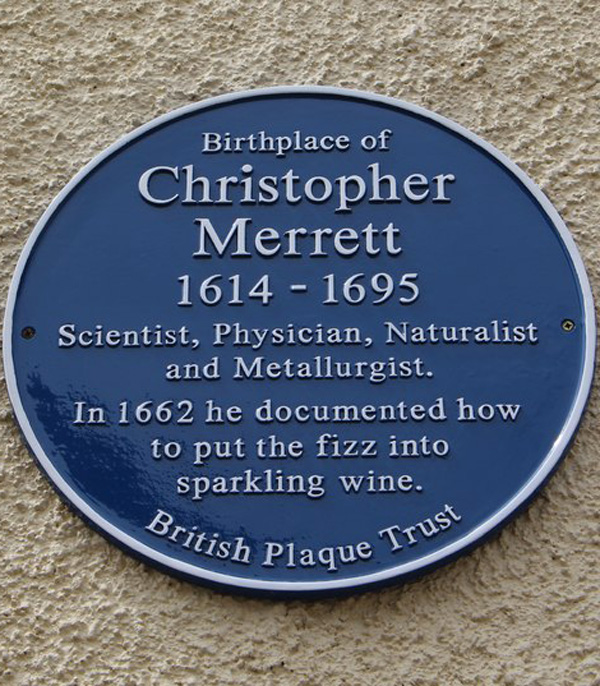 Birthplace of
Christopher
Merrett
1614 - 1695
Scientist, Physician, Naturalist
and Metallurgist.
In 1662 he documented how
to put the fizz into
sparkling wine.
British Plaque Trust